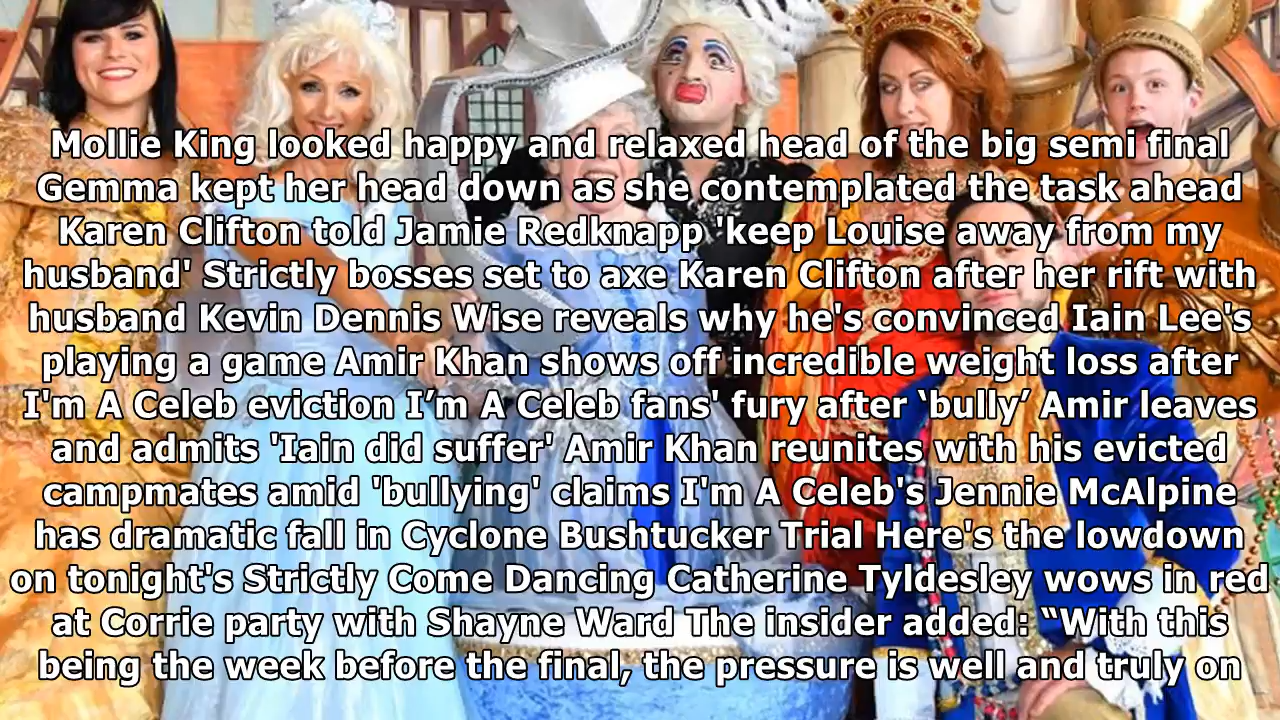 Mollie King looked happy and relaxed head of the big semi final
Gemma kept her head down as she contemplated the task ahead
Karen Clifton told Jamie Redknapp 'keep Louise away from my
husband' Strictly bosses set to axe Karen Clifton after her rift with
husband Kevin Dennis Wise reveals why he's convinced Iain Lee's
playing a game Amir Khan shows off incredible weight loss after
I'm A Celeb eviction I’m A Celeb fans' fury after ‘bully’ Amir leaves
and admits 'Iain did suffer' Amir Khan reunites with his evicted
campmates amid 'bullying' claims I'm A Celeb's Jennie McAlpine
has dramatic fall in Cyclone Bushtucker Trial Here's the lowdown
on tonight's Strictly Come Dancing Catherine Tyldesley wows in red
at Corrie party with Shayne Ward The insider added: “With this
being the week before the final, the pressure is well and truly on